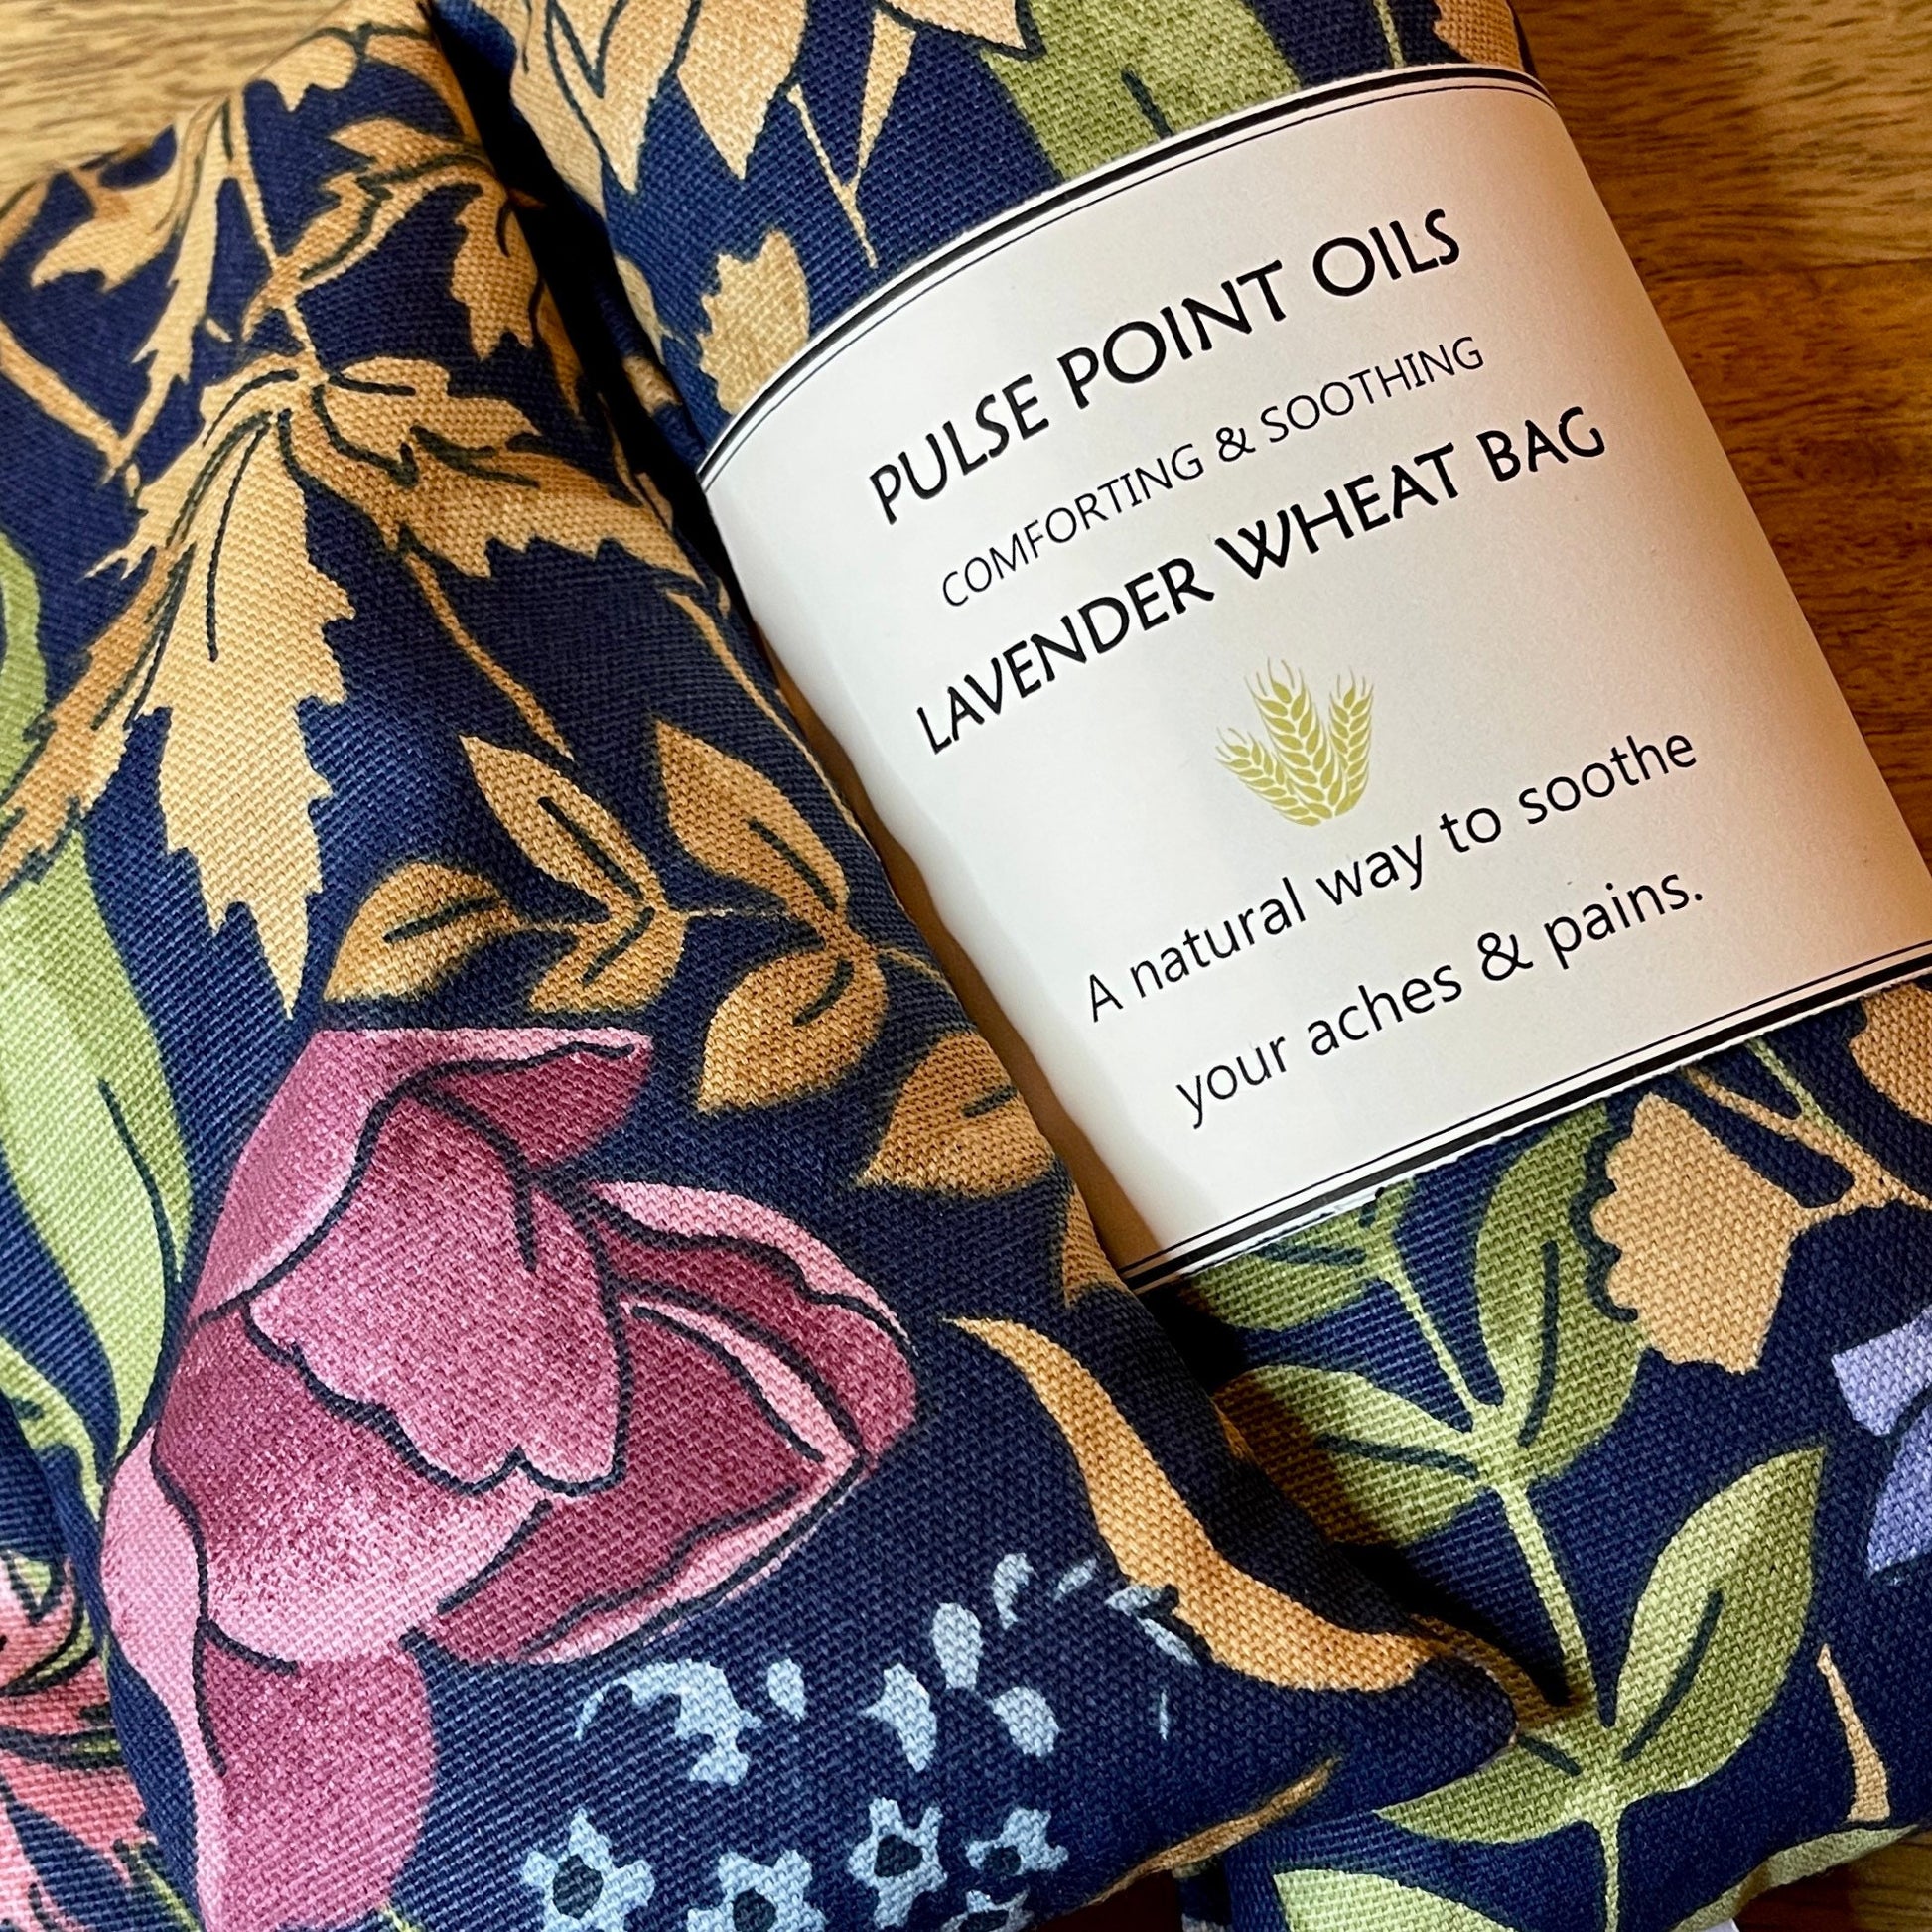 PULSE POINT OILS
COMFORTING & SOOTHING
LAVENDER WHEAT BAG
A natural way to soothe
your aches & pains.